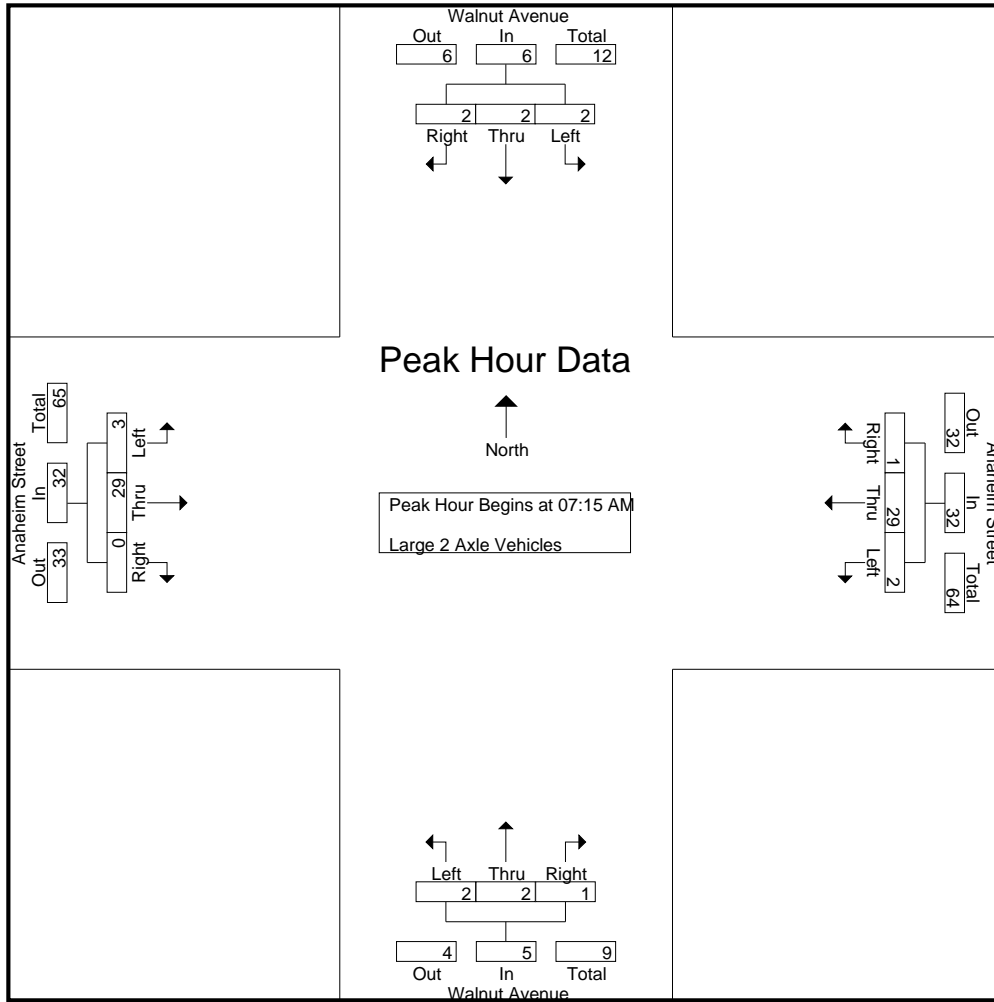 Walnut Avenue
Out In Total
6 6 12
2 2 2
Right Thru Left
Peak Hour Data
North
Peak Hour Begins at 07:15 AM
Large 2 Axle Vehicles
Anaheim Street
Out In Total
33 32 65
Right Thru Left
0 29 3
Anaheim Street
Out In Total
32 32 64
Right Thru Left
1 29 2
Left Thru Right
2 2 1
4 5 9
Out In Total
Walnut Avenue